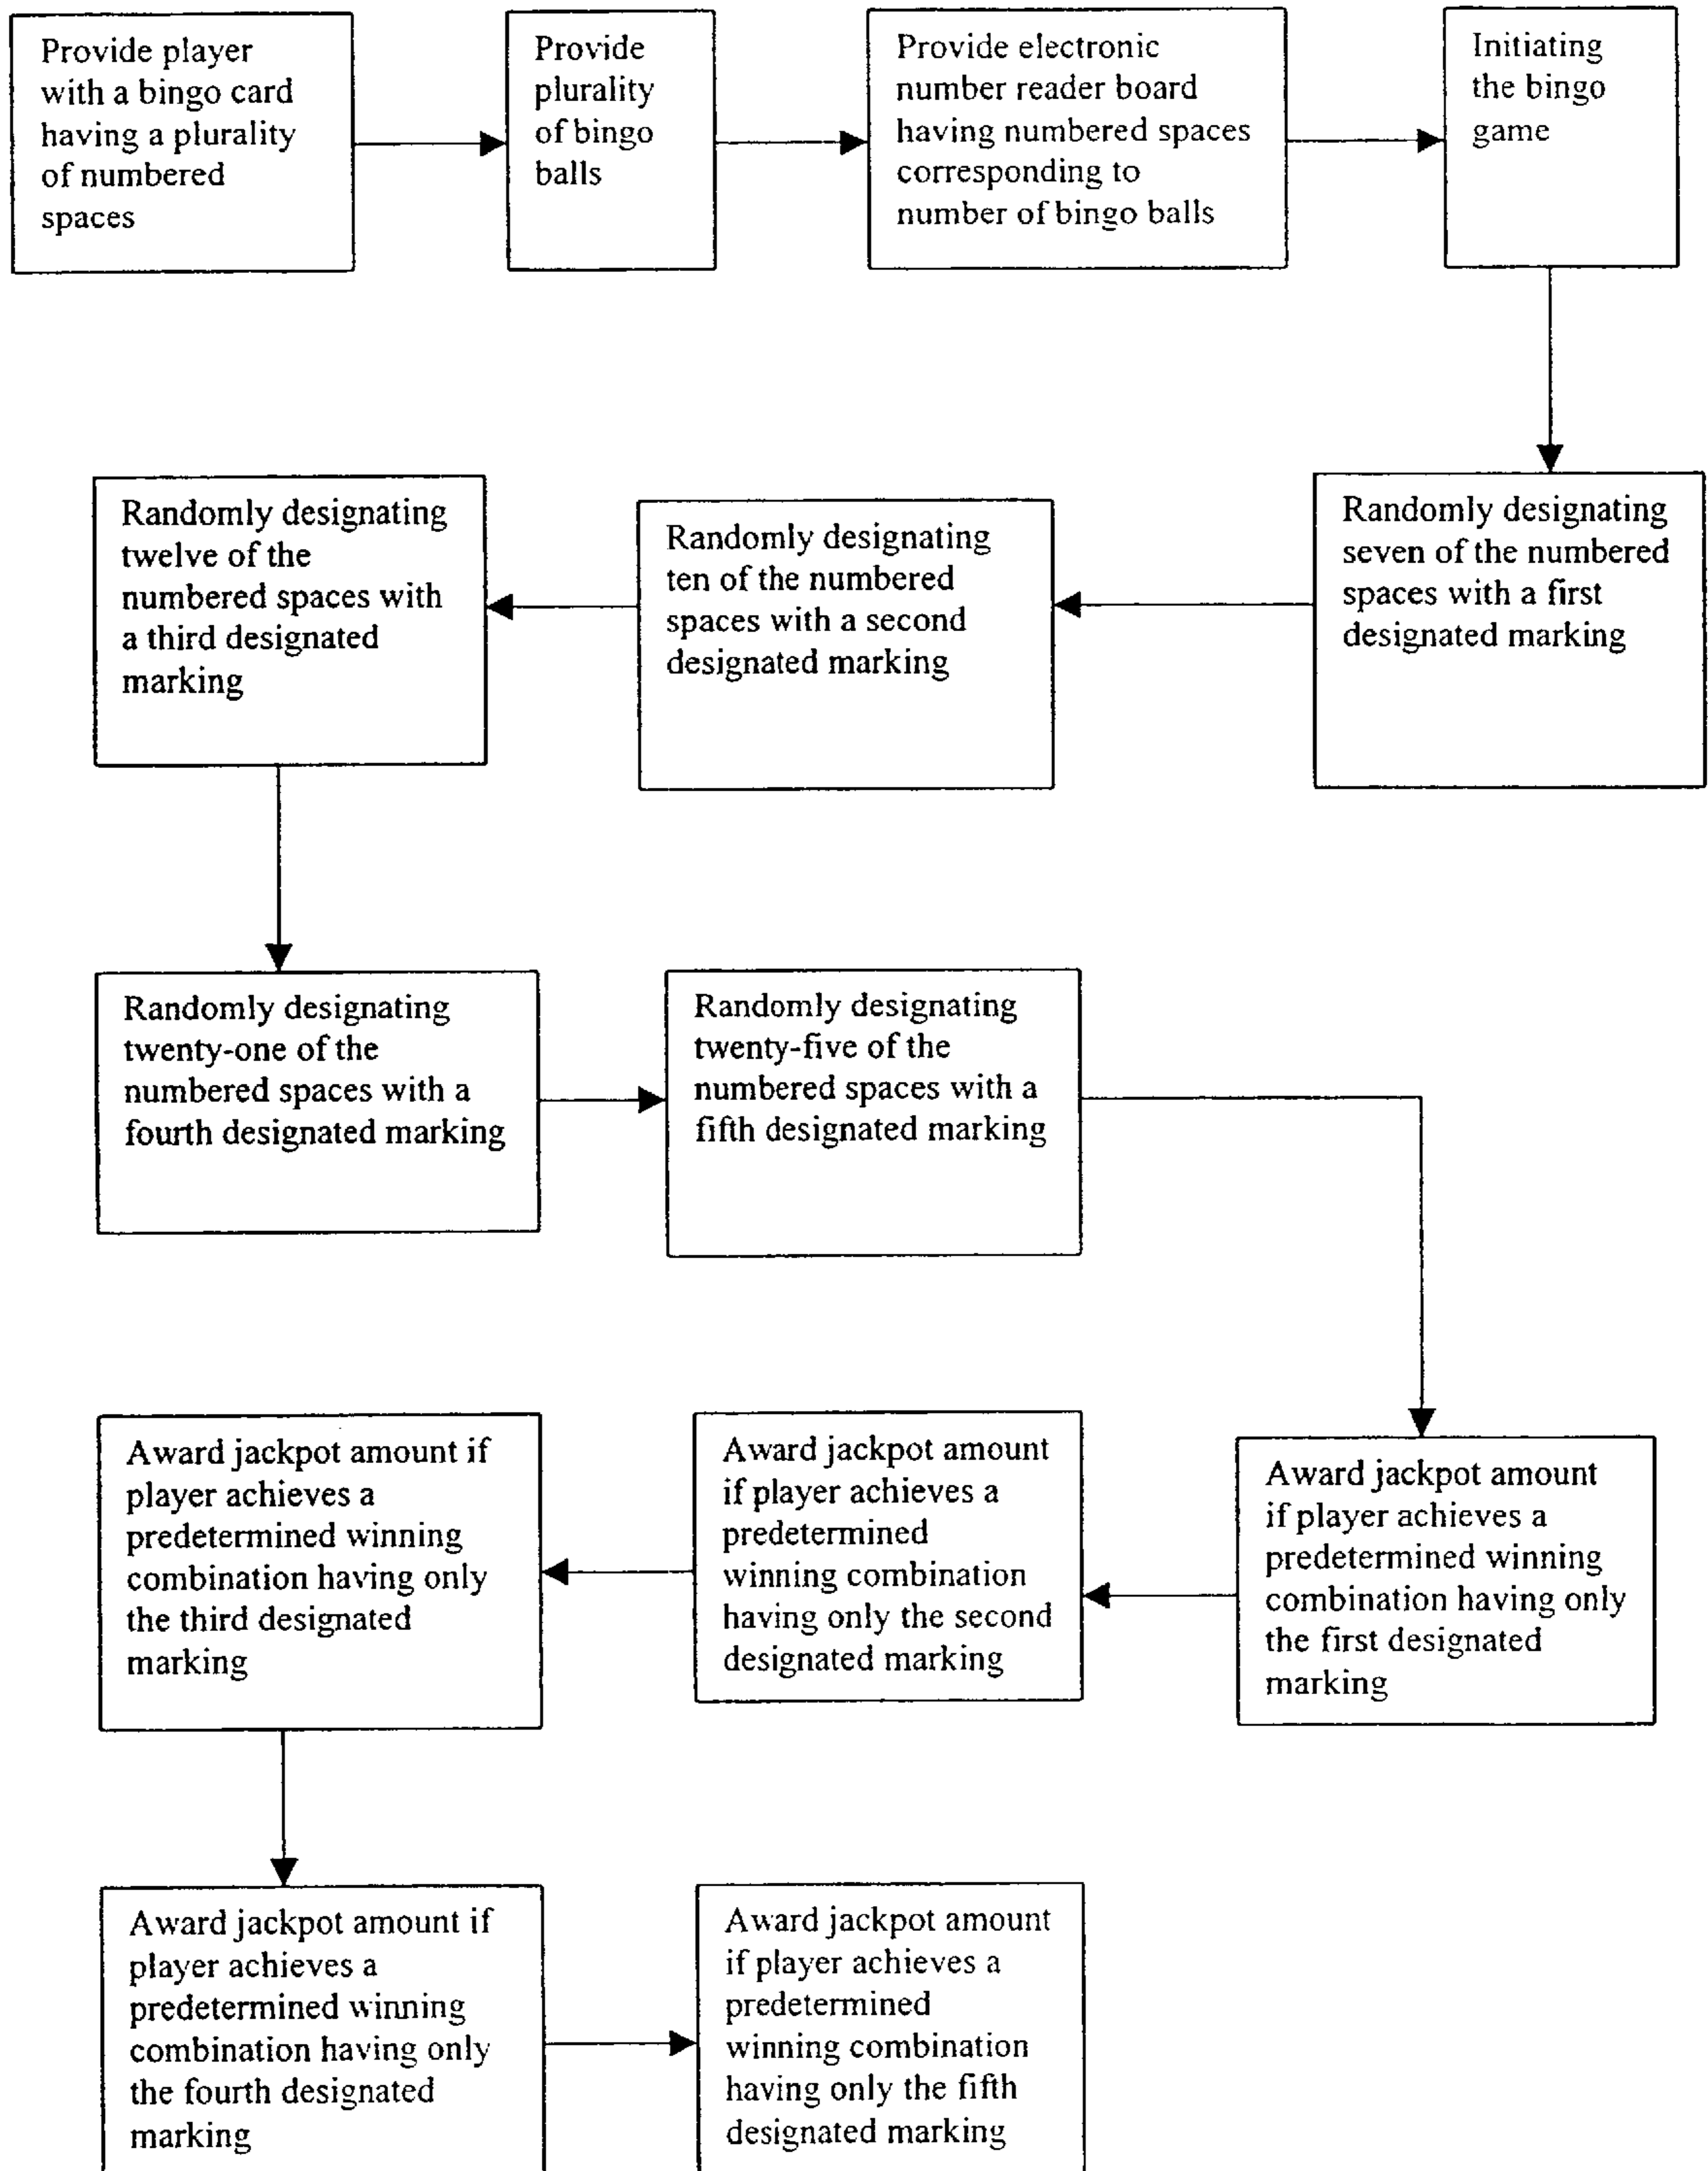 Provide player
with a bingo card
having a plurality
of numbered
spaces
Provide
plurality
of bingo
balls
Provide electronic
number reader board
having numbered spaces
corresponding to
number of bingo balls
Initiating
the bingo
game
Randomly designating
seven of the numbered
spaces with a first
designated marking
Randomly designating
ten of the numbered
spaces with a second
designated marking
Randomly designating
twelve of the
numbered spaces with
a third designated
marking
Randomly designating
twenty-one of the
numbered spaces with a
fourth designated marking
Randomly designating
twenty-five of the
numbered spaces with a
fifth designated marking
Award jackpot amount
if player achieves a
predetermined winning
combination having only
the first designated
marking
Award jackpot amount
if player achieves a
predetermined
winning combination
having only the second
designated marking
Award jackpot amount if
player achieves a
predetermined winning
combination having only
the third designated
marking
Award jackpot amount if
player achieves a
predetermined winning
combination having only
the fourth designated
marking
Award jackpot amount
if player achieves a
predetermined
winning combination
having only the fifth
designated marking